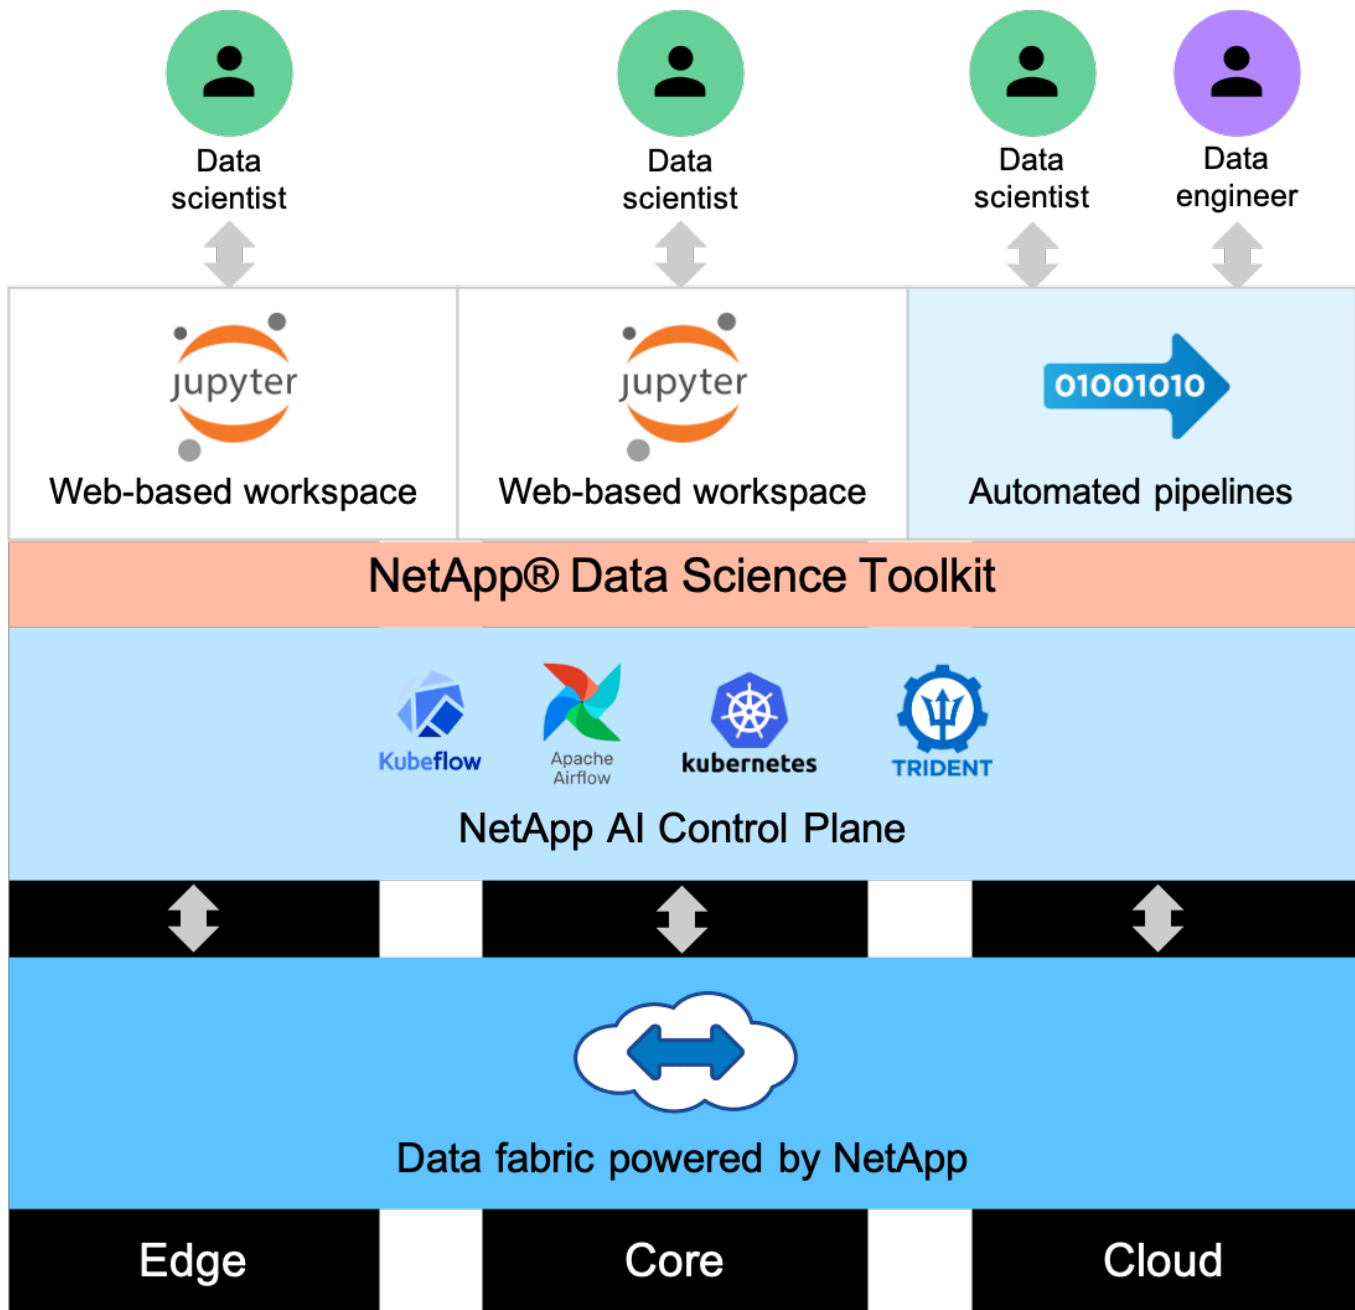 Data
scientist
Data
scientist
Data
scientist
Data
engineer
jupyter
Web-based workspace
jupyter
Web-based workspace
01001010
Automated pipelines
NetApp® Data Science Toolkit
Kubeflow
Apache
Airflow
kubernetes
TRIDENT
NetApp AI Control Plane
Data fabric powered by NetApp
Edge
Core
Cloud